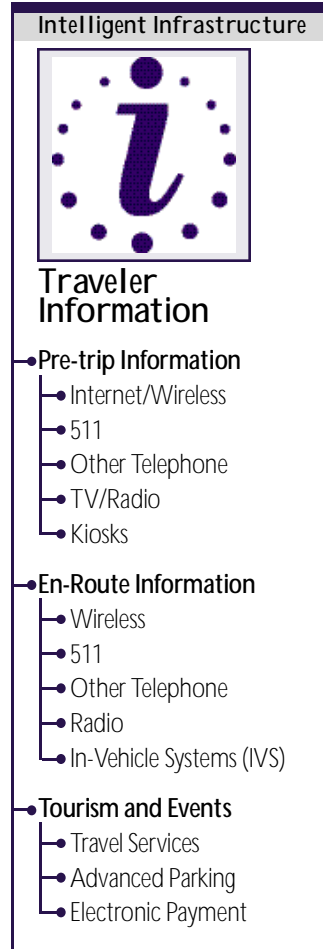 Intelligent Infrastructure
i
Traveler
Information
Pre-trip Information
Internet/Wireless
511
Other Telephone
TV/Radio
Kiosks
En-Route Information
Wireless
511
Other Telephone
Radio
In-Vehicle Systems (IVS)
Tourism and Events
Travel Services
Advanced Parking
Electronic Payment